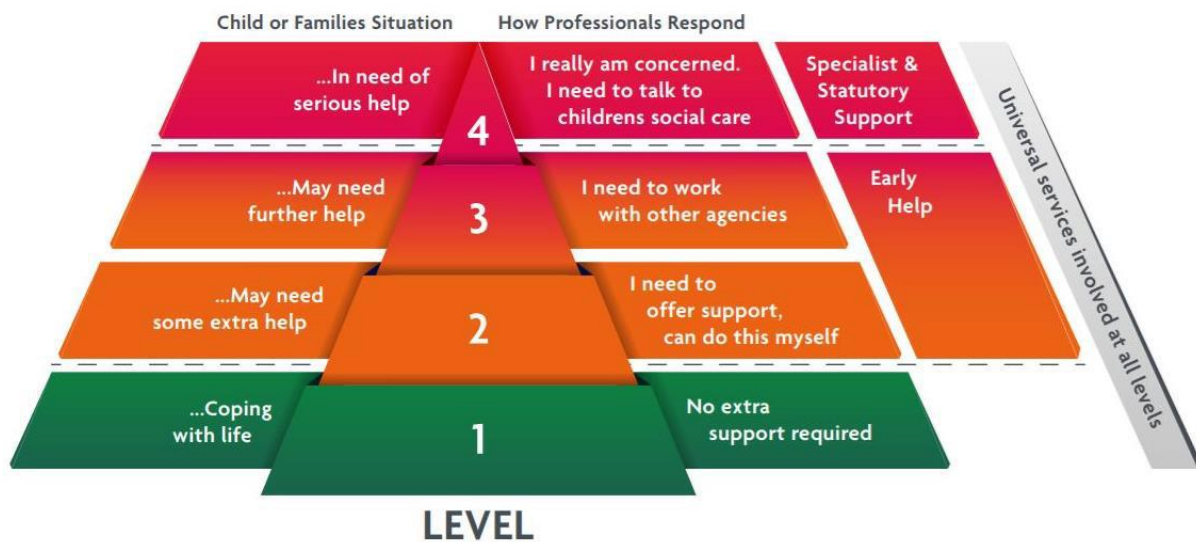 Child or Families Situation
How Professionals Respond
...In need of
serious help
4
I really am concerned.
I need to talk to
childrens social care
Specialist &
Statutory
Support
...May need
further help
3
I need to work
with other agencies
Early
Help
...May need
some extra help
2
I need to
offer support,
can do this myself
...Coping
with life
1
No extra
support required
Universal services involved at all levels
LEVEL